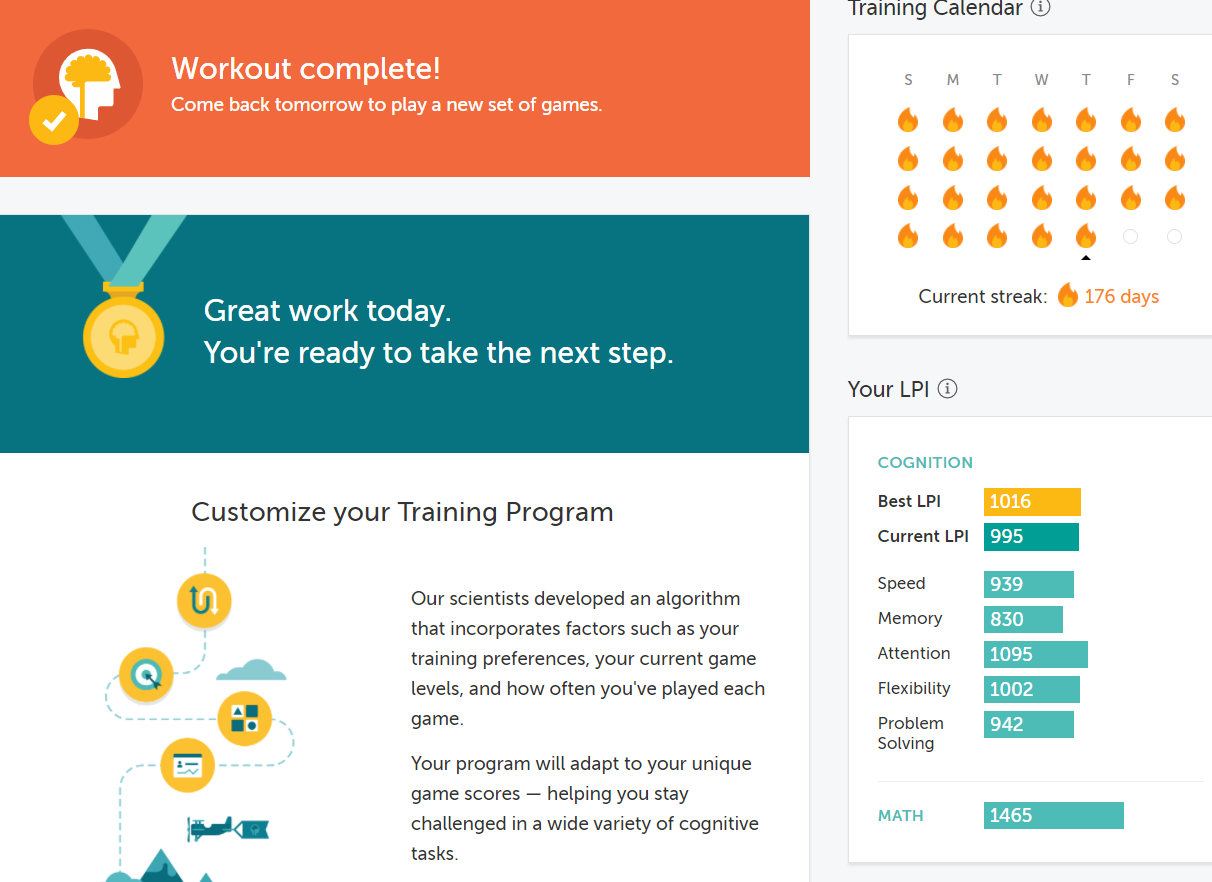 Workout complete!
Come back tomorrow to play a new set of games.
Great work today.
You're ready to take the next step.
Customize your Training Program
Our scientists developed an algorithm
that incorporates factors such as your
training preferences, your current game
levels, and how often you've played each
game.
Your program will adapt to your unique
game scores — helping you stay
challenged in a wide variety of cognitive
tasks.
Training Calendar
S M T W T F S
Current streak: 176 days
Your LPI
COGNITION
Best LPI 1016
Current LPI 995
Speed 939
Memory 830
Attention 1095
Flexibility 1002
Problem
Solving 942
MATH 1465